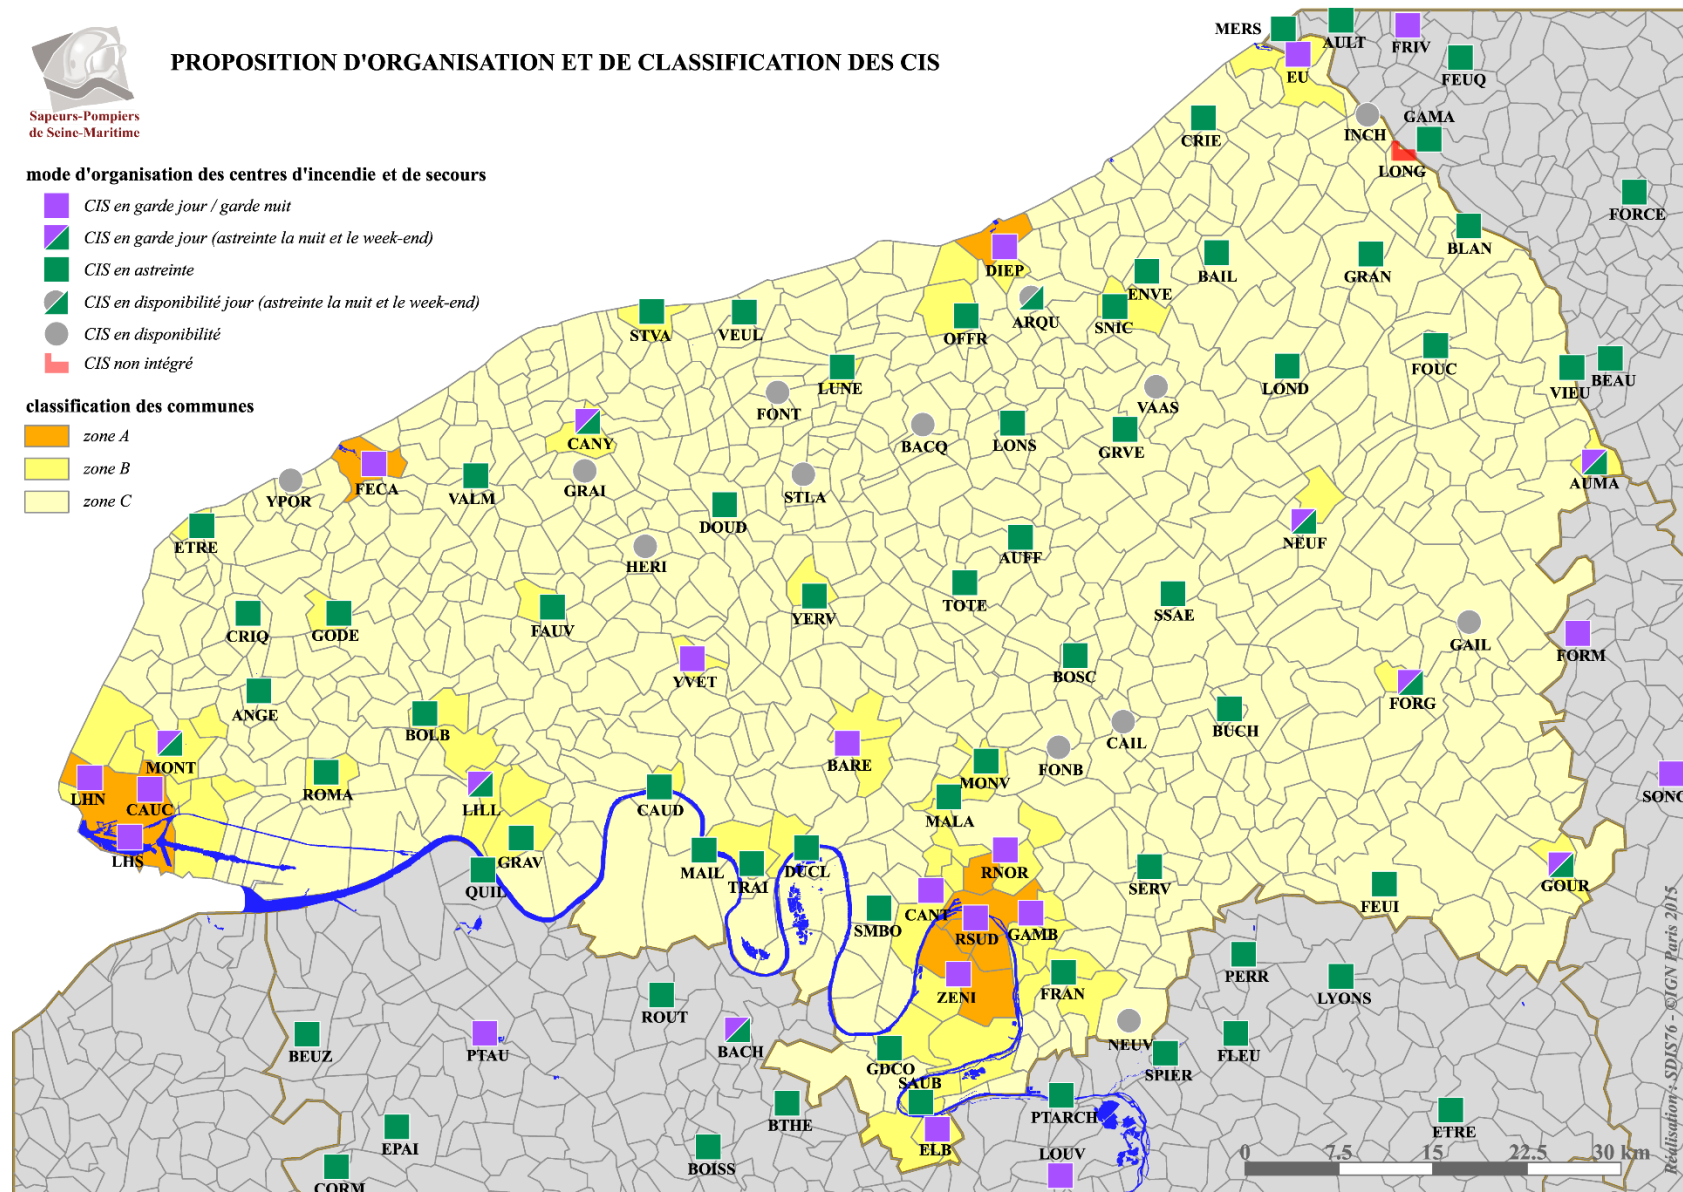 PROPOSITION D'ORGANISATION ET DE CLASSIFICATION DES CIS
Sapeurs-Pompiers
de Seine-Maritime
mode d'organisation des centres d'incendie et de secours
CIS en garde jour / garde nuit
CIS en garde jour (astreinte la nuit et le week-end)
CIS en astreinte
CIS en disponibilité jour (astreinte la nuit et le week-end)
CIS en disponibilité
CIS non intégré
classification des communes
zone A
zone B
zone C
MERS
AULT
FRIV
EU
FEUQ
CRIE
INCH
GAMA
LONG
FORCE
BLAN
DIEP
BAIL
GRAN
ENVE
ARQU
SNIC
STVA
VEUL
OFFR
LUNE
LOND
FOUC
VIEU
BEAU
FONT
VAAS
CANY
BACQ
LONS
GRVE
AUMA
YPOR
FECA
VALM
GRAI
STLA
DOUD
NEUF
ETRE
HERI
AUFF
CRIQ
GODE
FAUV
YERV
TOTE
SSAE
GAIL
FORM
YVET
BOSC
FORG
ANGE
BOLB
BUCH
CAIL
MONT
BARE
FONB
MONV
LHN
CAUC
ROMA
LILL
CAUD
MALA
SONG
LHS
GRAV
QUIL
MAIL
TRAI
DUCL
RNOR
SERV
GOUR
FEUI
CANT
SMBO
RSUD
GAMB
PERR
LYONS
ZENI
FRAN
ROUT
BEUZ
PTAU
BACH
NEUV
FLEU
GDCO
SPIER
SAUB
BTHE
PTARCH
ETRE
EPAI
BOISS
ELB
LOUV
CORM
0 7.5 15 22.5 30 km
Réalisation : SDIS76 - ©IGN Paris 2015